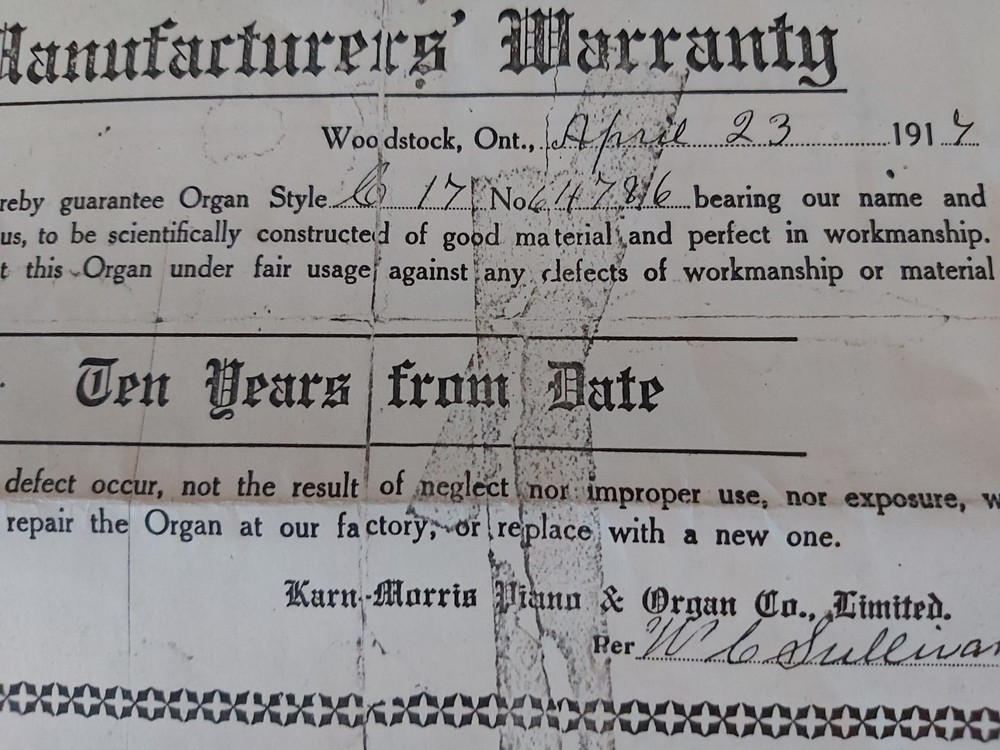 Manufacturers' Warranty
Woodstock, Ont., April 23 1917
reby guarantee Organ Style C 17 No 64786 bearing our name and
us, to be scientifically constructed of good material and perfect in workmanship.
t this Organ under fair usage against any defects of workmanship or material
Ten Years from Date
defect occur, not the result of neglect nor improper use, nor exposure, w
repair the Organ at our factory, or replace with a new one.
Karn-Morris Piano & Organ Co., Limited.
Per W C Sullivan